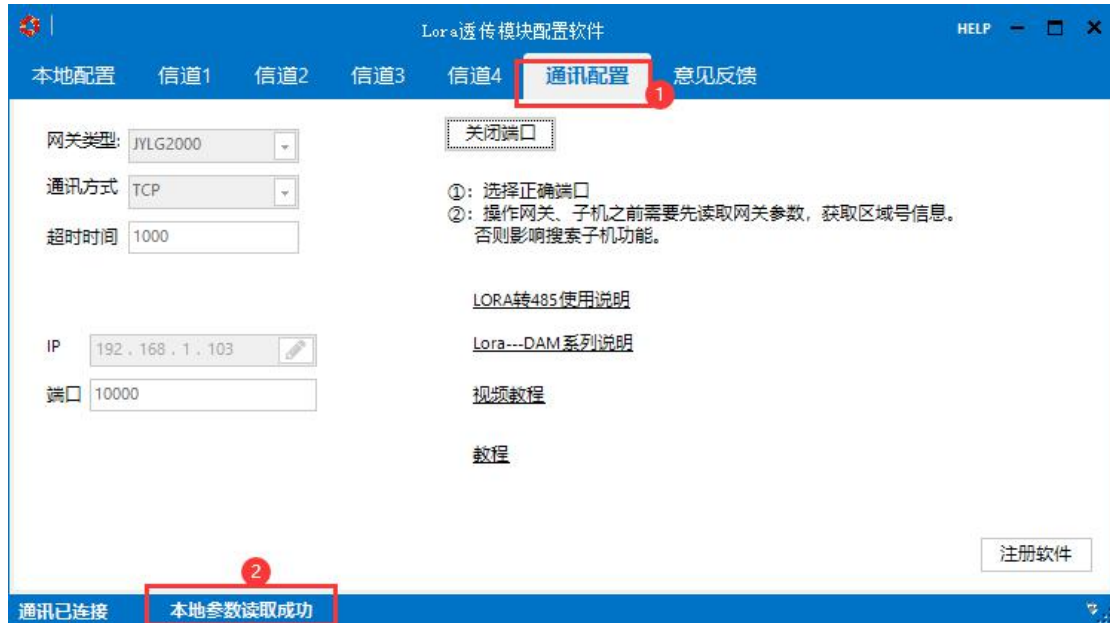 Lora透传模块配置软件
HELP
本地配置 信道1 信道2 信道3 信道4 通讯配置 意见反馈
1
网关类型: JYLG2000
关闭端口
通讯方式 TCP
①：选择正确端口
②：操作网关、子机之前需要先读取网关参数，获取区域号信息。
否则影响搜索子机功能。
超时时间 1000
LORA转485使用说明
IP 192 . 168 . 1 . 103
Lora---DAM系列说明
端口 10000
视频教程
教程
注册软件
2
通讯已连接 本地参数读取成功